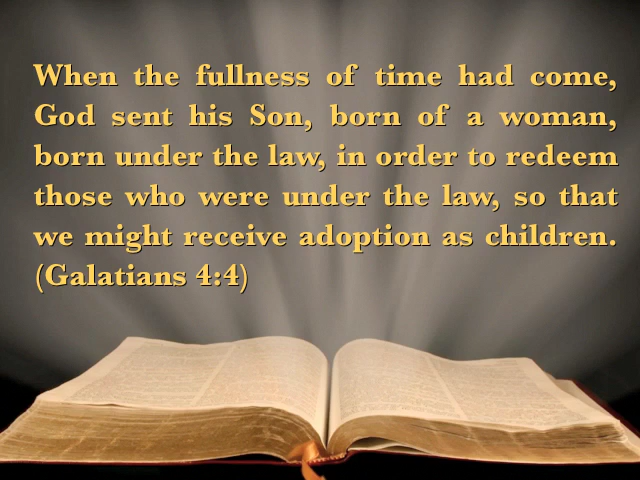 When the fullness of time had come,
God sent his Son, born of a woman,
born under the law, in order to redeem
those who were under the law, so that
we might receive adoption as children.
(Galatians 4:4)